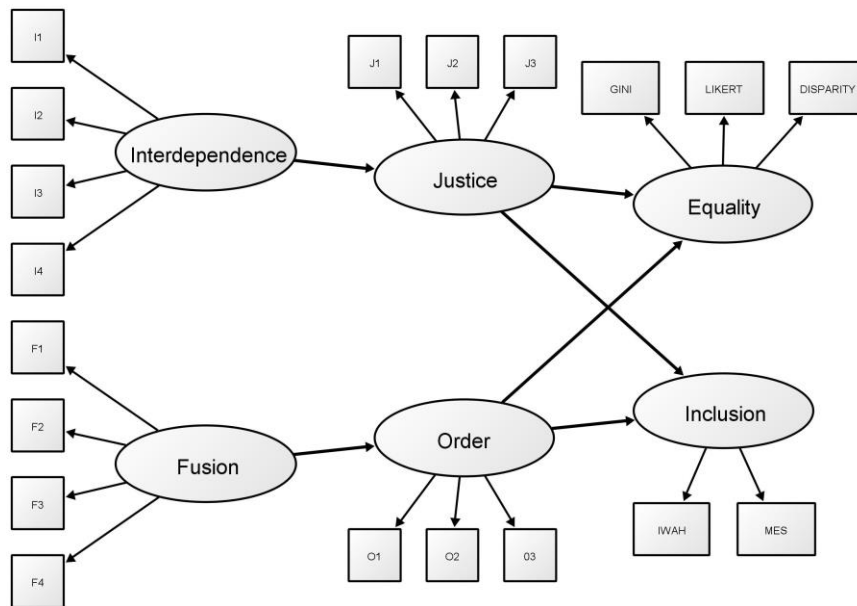 I1
I2
I3
I4
Interdependence
J1
J2
J3
Justice
GINI
LIKERT
DISPARITY
Equality
F1
F2
F3
F4
Fusion
Order
O1
O2
03
Inclusion
IWAH
MES